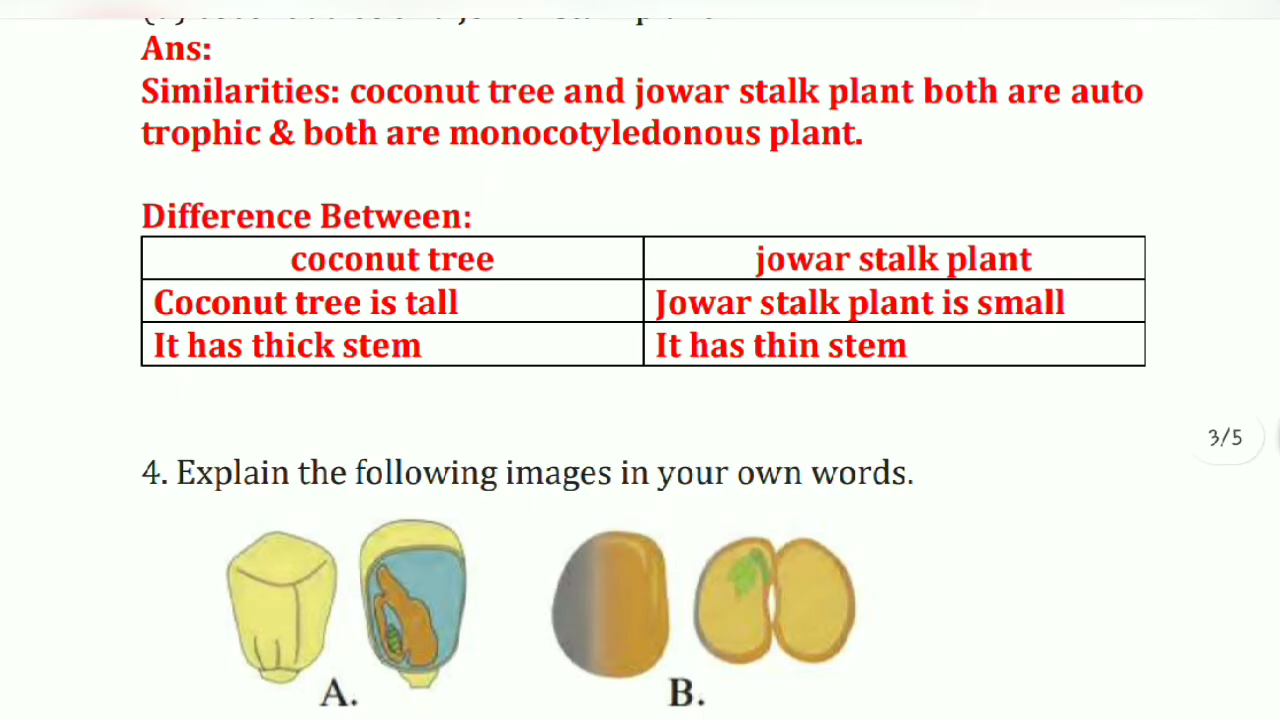 Ans:
Similarities: coconut tree and jowar stalk plant both are auto
trophic & both are monocotyledonous plant.
Difference Between:
coconut tree jowar stalk plant
Coconut tree is tall Jowar stalk plant is small
It has thick stem It has thin stem
3/5
4. Explain the following images in your own words.
A. B.